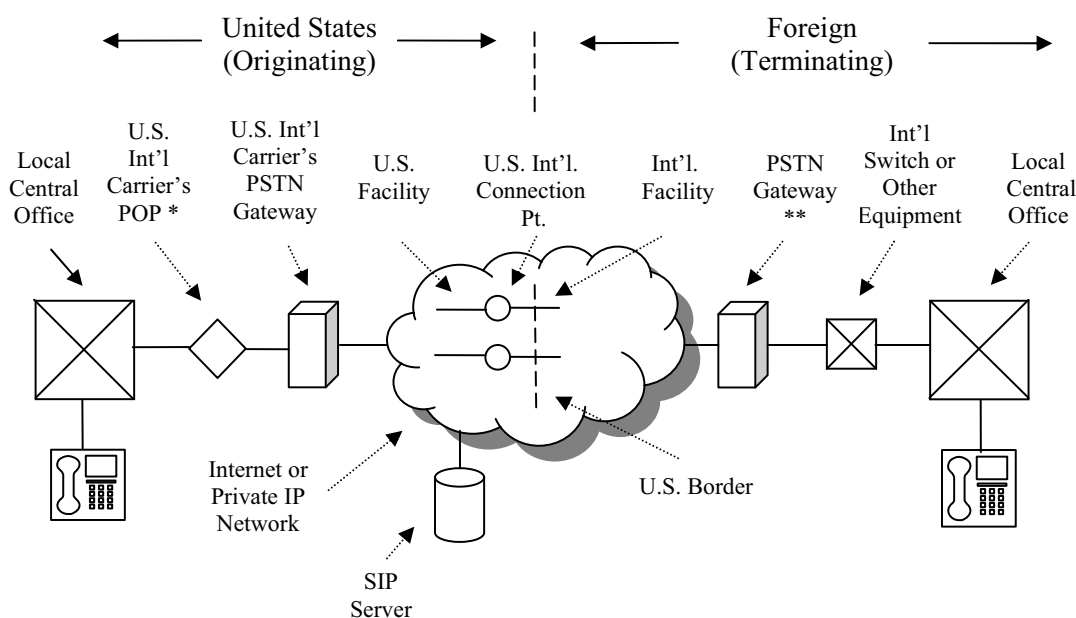 United States
(Originating)
Foreign
(Terminating)
Local
Central
Office
U.S.
Int'l
Carrier's
POP *
U.S. Int'l
Carrier's
PSTN
Gateway
U.S.
Facility
U.S. Int'l.
Connection
Pt.
Int'l.
Facility
PSTN
Gateway
**
Int'l
Switch or
Other
Equipment
Local
Central
Office
Internet or
Private IP
Network
U.S. Border
SIP
Server